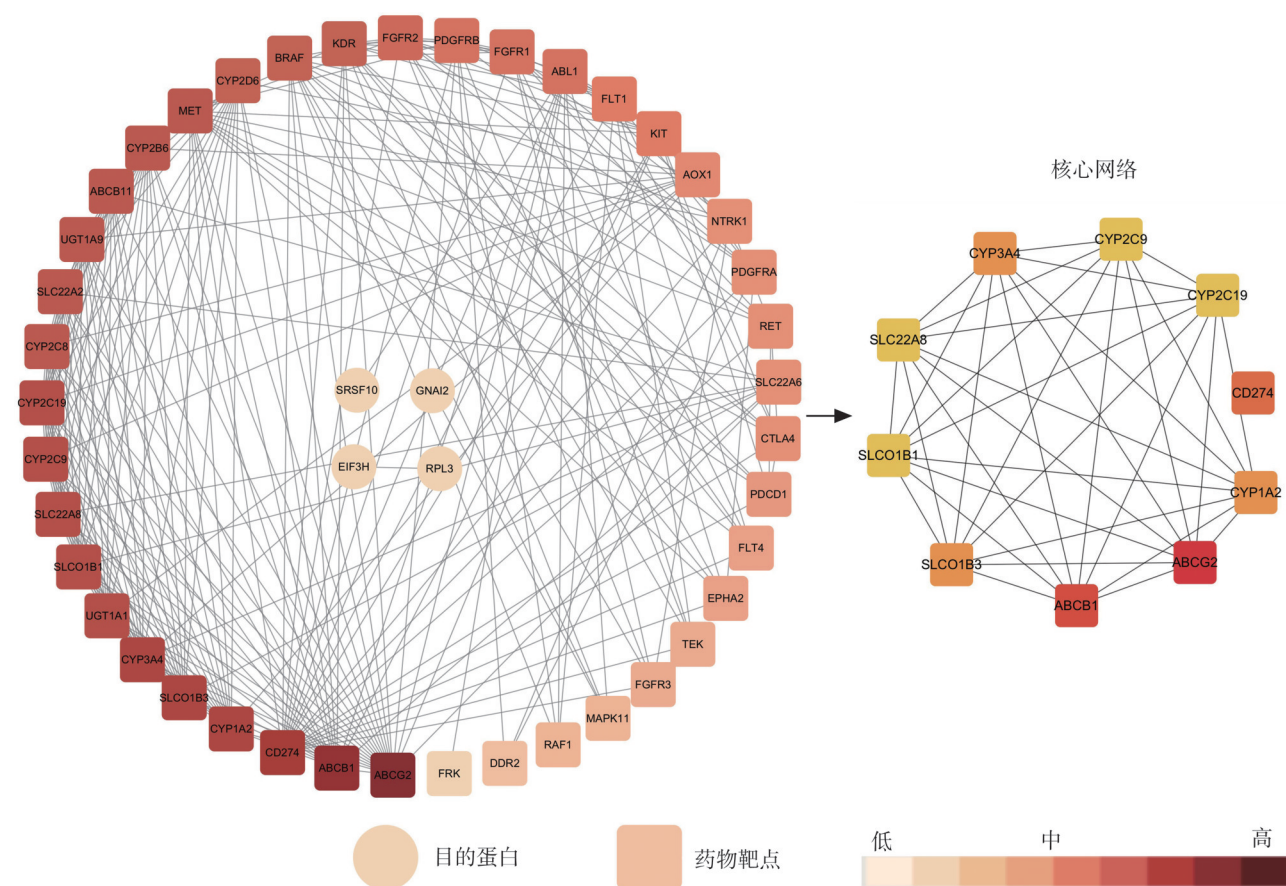 FGFR2
PDGFRB
KDR
FGFR1
BRAF
ABL1
CYP2D6
FLT1
MET
KIT
CYP2B6
AOX1
ABCB11
NTRK1
UGT1A9
PDGFRA
SLC22A2
RET
CYP2C8
SLC22A6
CYP2C19
CTLA4
CYP2C9
PDCD1
SLC22A8
FLT4
SLCO1B1
EPHA2
UGT1A1
TEK
CYP3A4
FGFR3
SLCO1B3
MAPK11
CYP1A2
RAF1
CD274
DDR2
ABCB1
ABCG2
FRK
SRSF10
GNAI2
EIF3H
RPL3
核心网络
CYP2C9
CYP3A4
CYP2C19
SLC22A8
CD274
SLCO1B1
CYP1A2
SLCO1B3
ABCG2
ABCB1
目的蛋白
药物靶点
低
中
高